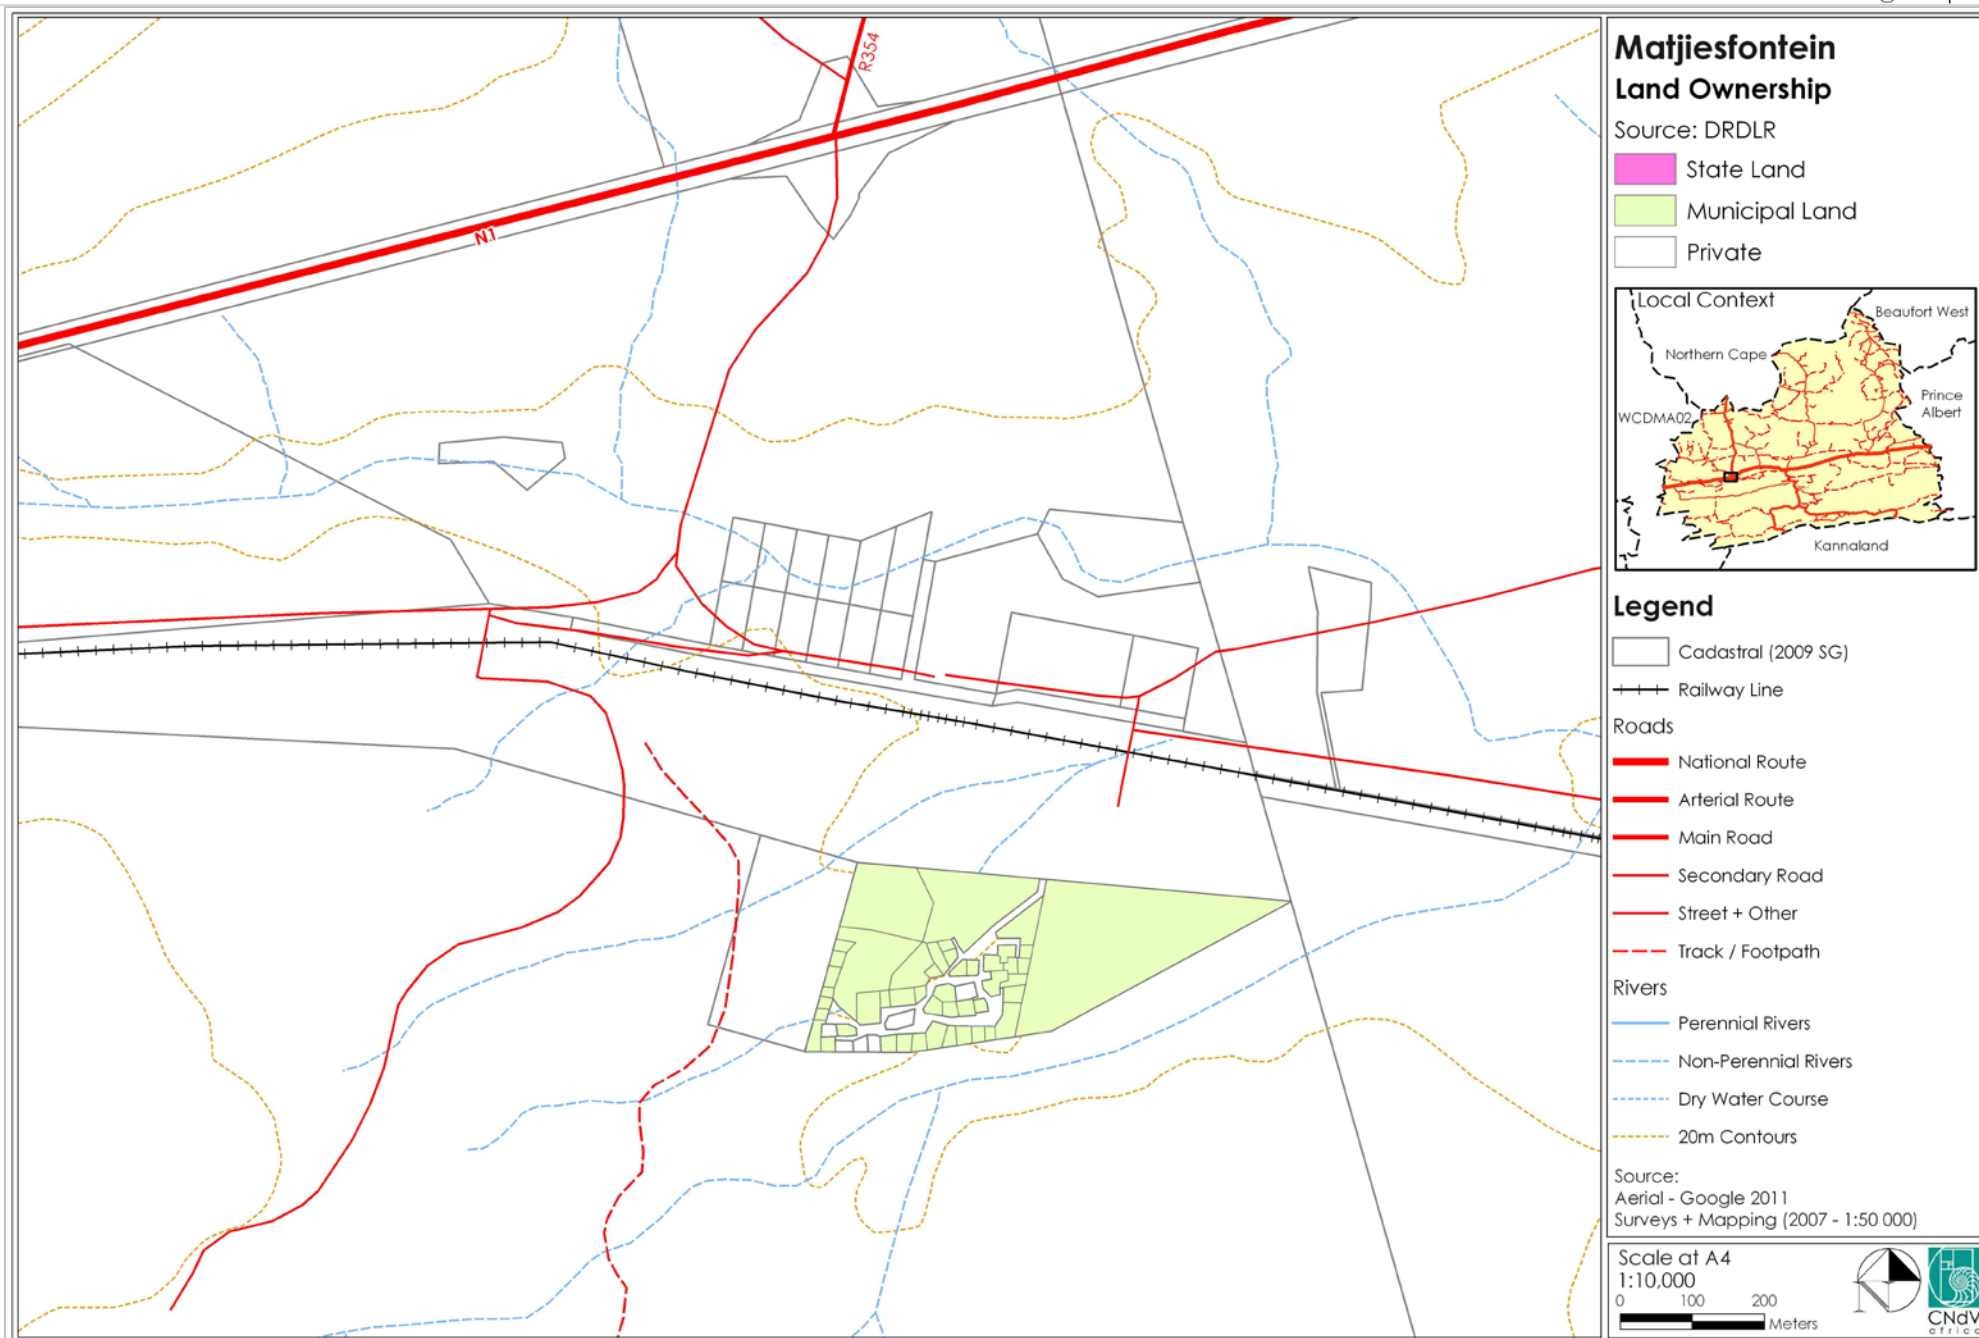 R354
N1
Matjiesfontein
Land Ownership
Source: DRDLR
State Land
Municipal Land
Private
Local Context
Beaufort West
Northern Cape
Prince
Albert
WCDMA02
Kannaland
Legend
Cadastral (2009 SG)
Railway Line
Roads
National Route
Arterial Route
Main Road
Secondary Road
Street + Other
Track / Footpath
Rivers
Perennial Rivers
Non-Perennial Rivers
Dry Water Course
20m Contours
Source:
Aerial - Google 2011
Surveys + Mapping (2007 - 1:50 000)
Scale at A4
1:10,000
0 100 200
Meters
N
CNdV
africa